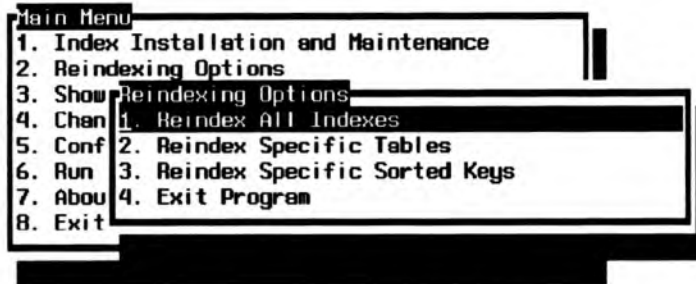 Main Menu
1. Index Installation and Maintenance
2. Reindexing Options
3. Show
4. Chan
5. Conf
6. Run
7. Abou
8. Exit
Reindexing Options
1. Reindex All Indexes
2. Reindex Specific Tables
3. Reindex Specific Sorted Keys
4. Exit Program